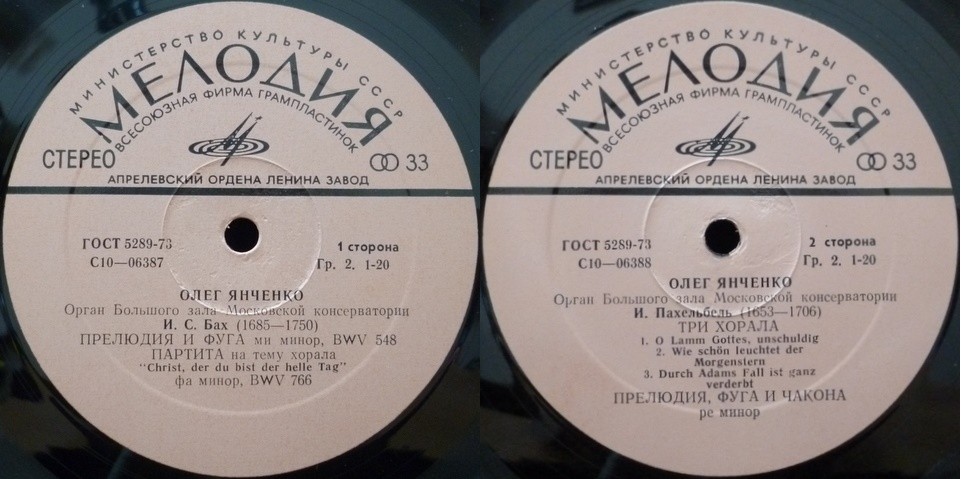 МИНИСТЕРСТВО КУЛЬТУРЫ СССР
МЕЛОДИЯ
ВСЕСОЮЗНАЯ ФИРМА ГРАМПЛАСТИНОК
СТЕРЕО
33
АПРЕЛЕВСКИЙ ОРДЕНА ЛЕНИНА ЗАВОД
ГОСТ 5289-73
1 сторона
С10—06387
Гр. 2. 1-20
ОЛЕГ ЯНЧЕНКО
Орган Большого зала Московской консерватории
И. С. Бах (1685—1750)
ПРЕЛЮДИЯ И ФУГА ми минор, BWV 548
ПАРТИТА на тему хорала
"Christ, der du bist der helle Tag"
фа минор, BWV 766
МИНИСТЕРСТВО КУЛЬТУРЫ СССР
МЕЛОДИЯ
ВСЕСОЮЗНАЯ ФИРМА ГРАМПЛАСТИНОК
СТЕРЕО
33
АПРЕЛЕВСКИЙ ОРДЕНА ЛЕНИНА ЗАВОД
ГОСТ 5289-73
2 сторона
С10—06388
Гр. 2. 1-20
ОЛЕГ ЯНЧЕНКО
Орган Большого зала Московской консерватории
И. Пахельбель (1653—1706)
ТРИ ХОРАЛА
1. O Lamm Gottes, unschuldig
2. Wie schön leuchtet der
Morgenstern
3. Durch Adams Fall ist ganz
verderbt
ПРЕЛЮДИЯ, ФУГА И ЧАКОНА
ре минор